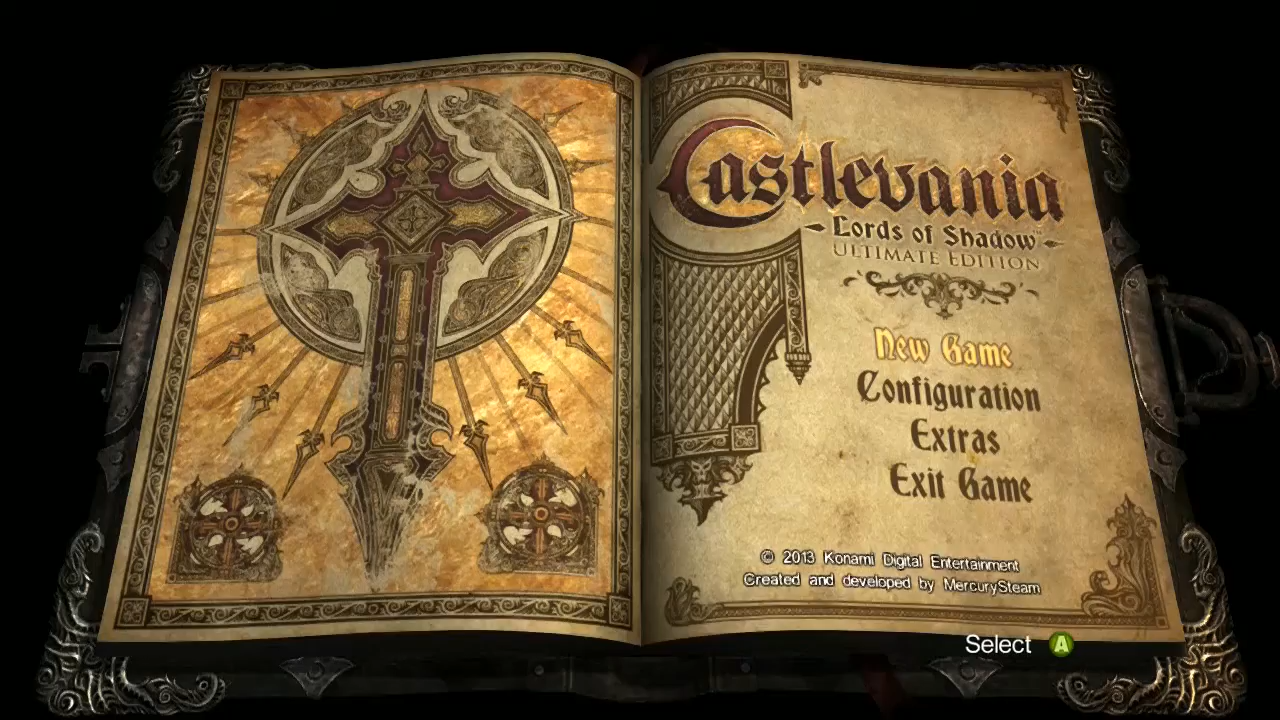 Castlevania
Lords of Shadow™
ULTIMATE EDITION
New Game
Configuration
Extras
Exit Game
© 2013 Konami Digital Entertainment
Created and developed by MercurySteam
Select A